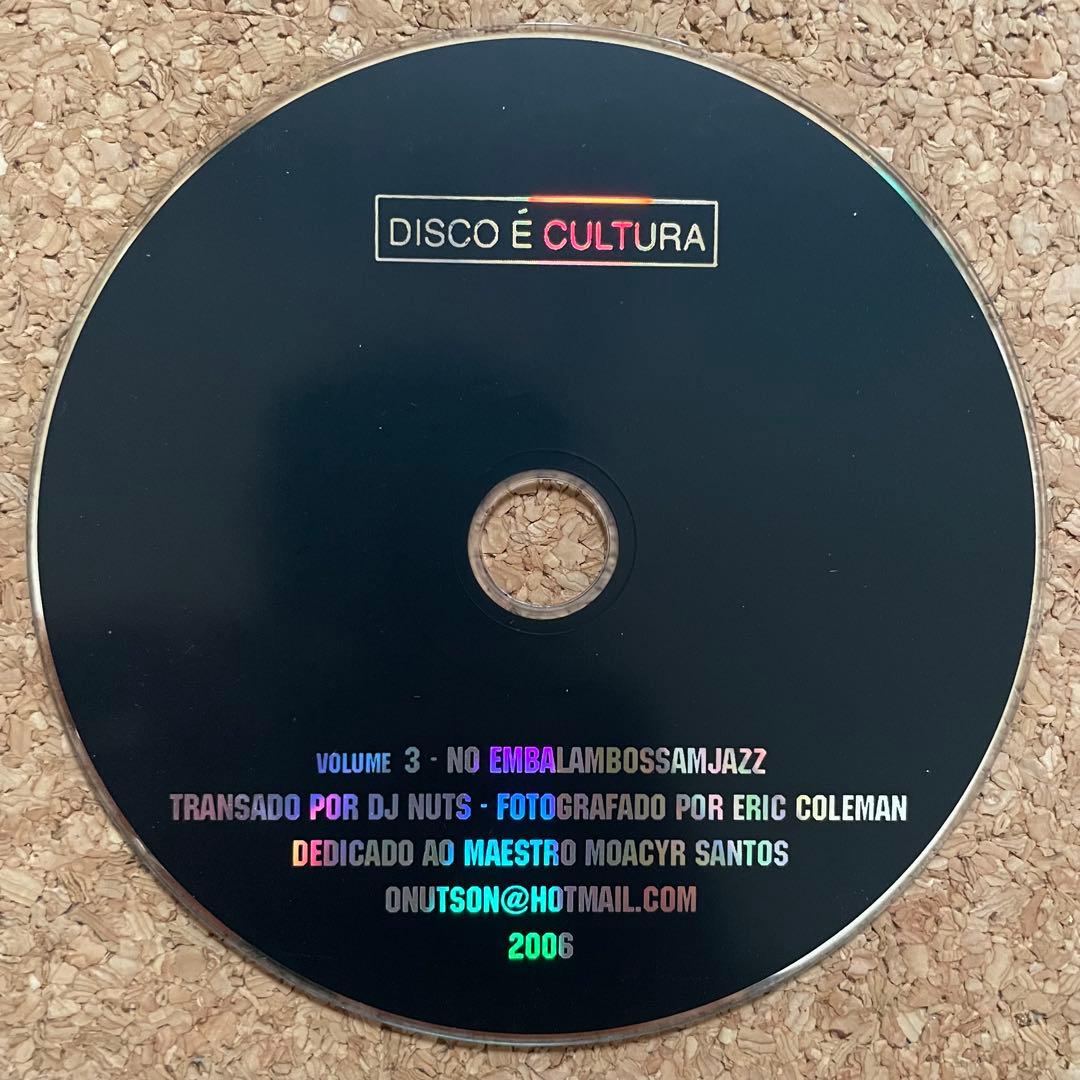 DISCO É CULTURA
VOLUME 3 - NO EMBALAMBOSSAMJAZZ
TRANSADO POR DJ NUTS - FOTOGRAFADO POR ERIC COLEMAN
DEDICADO AO MAESTRO MOACYR SANTOS
ONUTSON@HOTMAIL.COM
2006